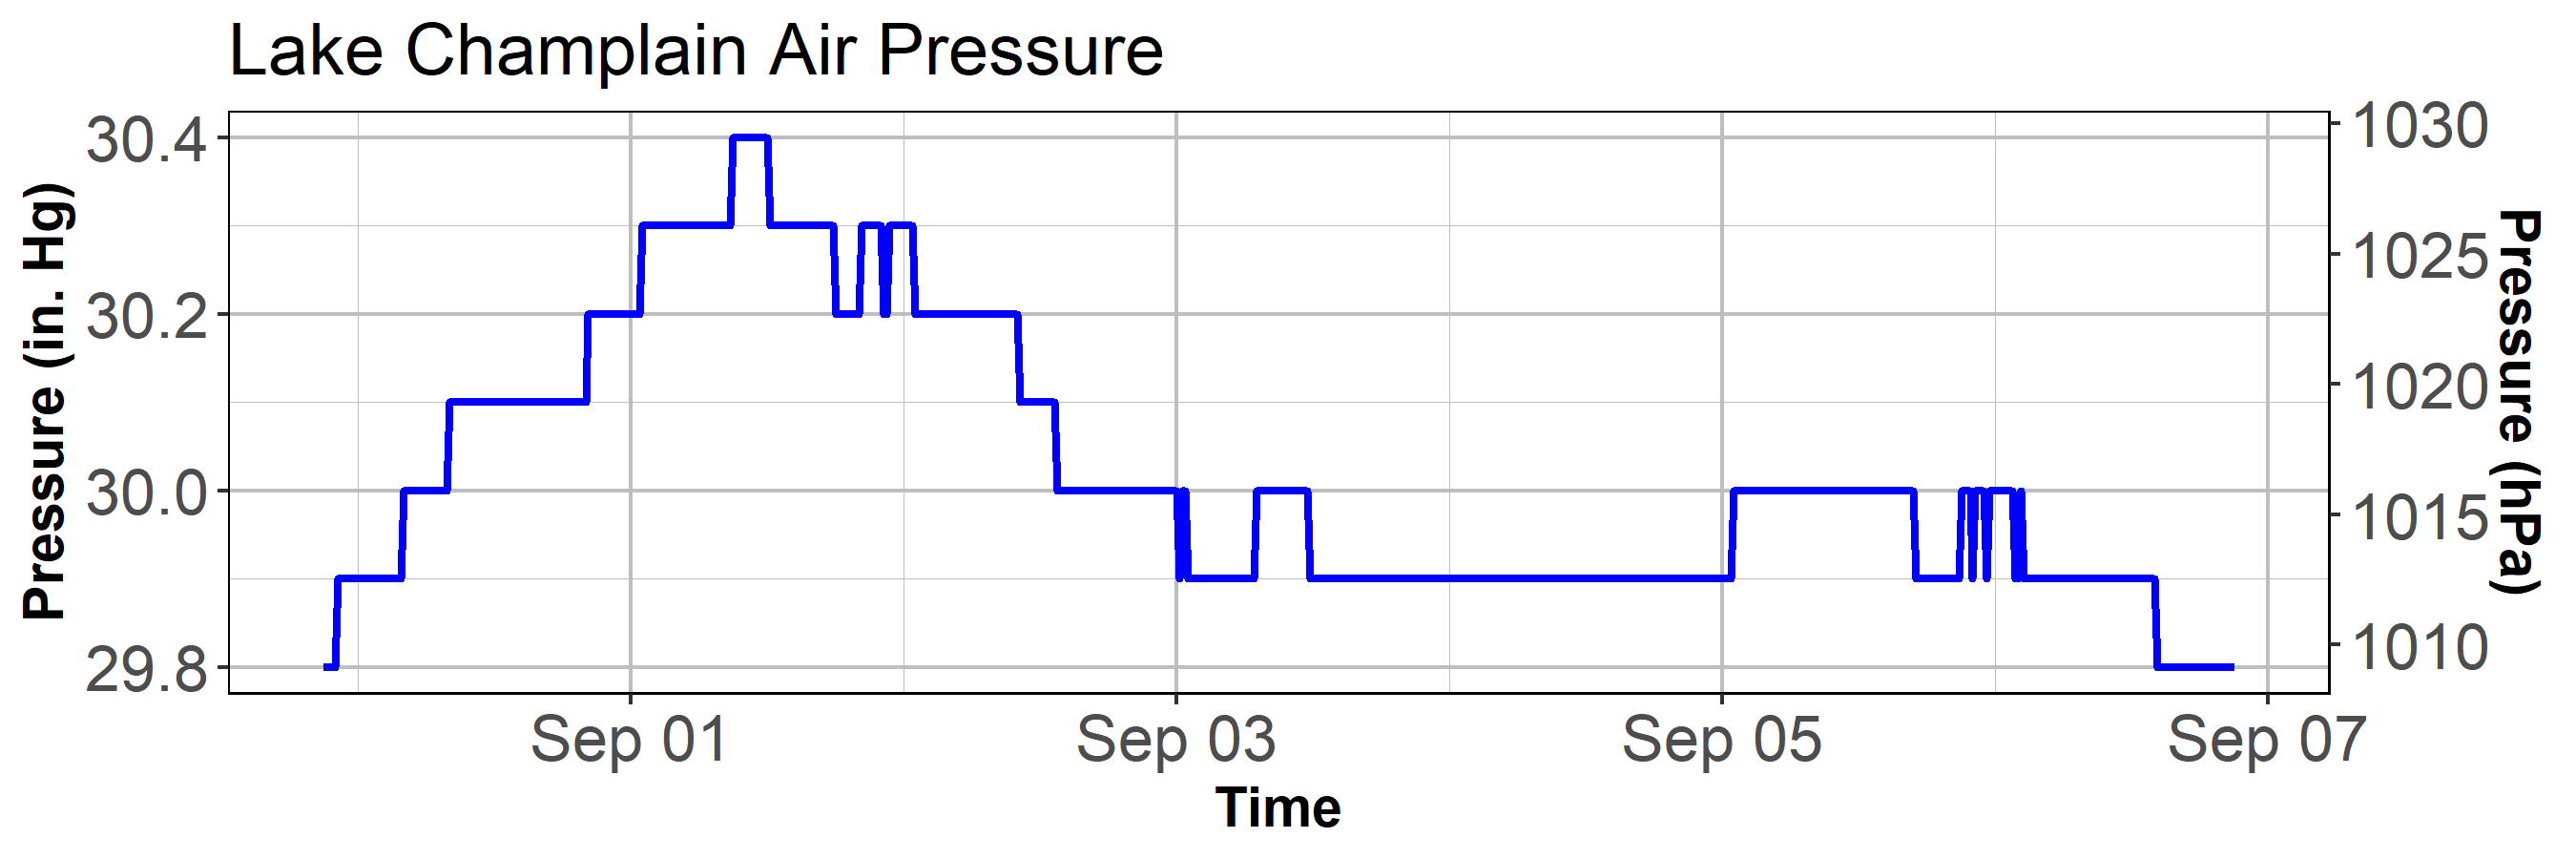 Lake Champlain Air Pressure
Pressure (in. Hg)
30.4
30.2
30.0
29.8
1030
1025
1020
1015
1010
Pressure (hPa)
Sep 01
Sep 03
Sep 05
Sep 07
Time